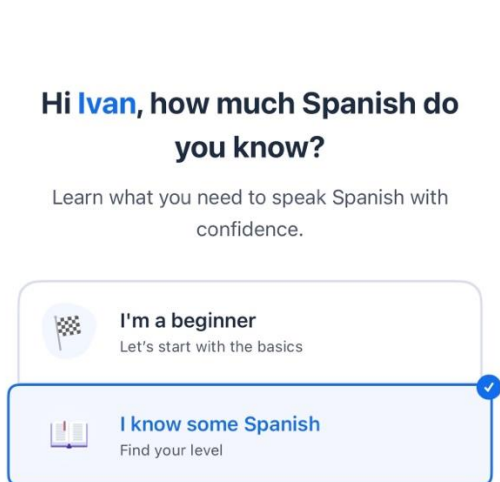 Hi Ivan, how much Spanish do
you know?
Learn what you need to speak Spanish with
confidence.
I'm a beginner
Let’s start with the basics
I know some Spanish
Find your level